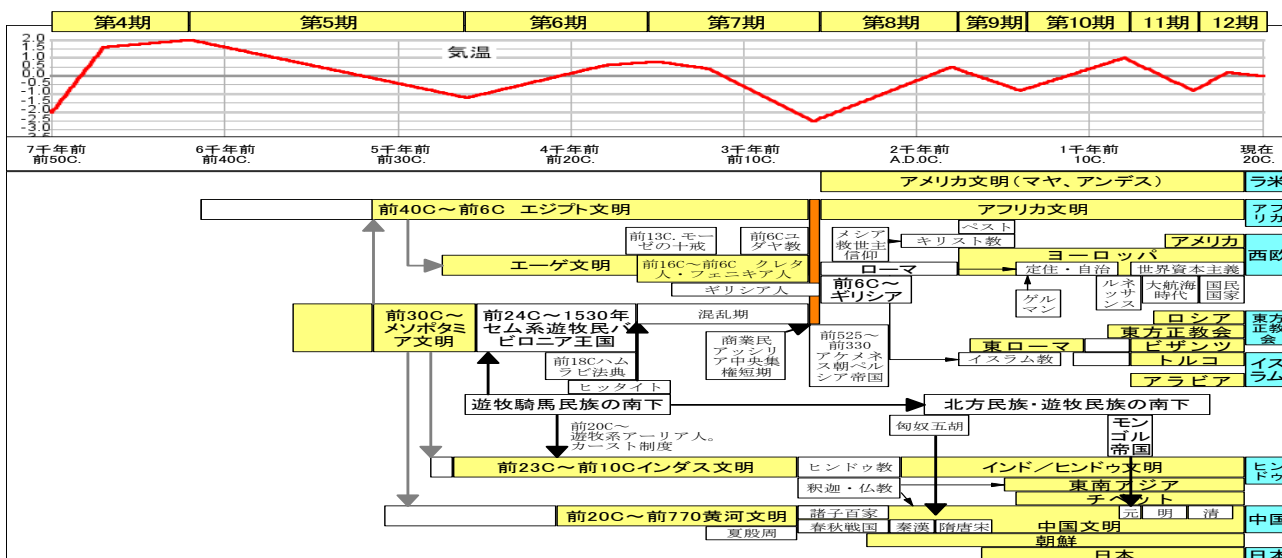 第4期 第5期 第6期 第7期 第8期 第9期 第10期 11期 12期
気温
2.0
1.5
1.0
0.5
0.0
-0.5
-1.0
-1.5
-2.0
-2.5
-3.0
7千年前 6千年前 5千年前 4千年前 3千年前 2千年前 1千年前 現在
前50C. 前40C. 前30C. 前20C. 前10C. A.D.0C. 10C. 20C.
アメリカ文明(マヤ、アンデス)
ラ米
前40C~前6C エジプト文明
アフリカ文明
アフ
リカ
前13C.モー
ゼの十戒
前6Cユ
ダヤ教
メシア
救世主
信仰
ペスト
キリスト教
アメリカ
西欧
エーゲ文明
前16C~前6C クレタ
人・フェニキア人
ヨーロッパ
ローマ
定住・自治
世界資本主義
ギリシア人
前6C~
ギリシア
ゲル
マン
ルネ
ッサ
ンス
大航海
時代
国民
国家
前30C~
メソポタミ
ア文明
前24C~1530年
セム系遊牧民バ
ビロニア王国
混乱期
ロシア
東方正教会
東方
正教
会
商業民
アッシリ
ア中央集
権短期
前525~
前330
アケメネ
ス朝ペル
シア帝国
東ローマ
ビザンツ
前18Cハム
ラビ法典
イスラム教
トルコ
イス
ラム
ヒッタイト
アラビア
遊牧騎馬民族の南下
北方民族・遊牧民族の南下
前20C~
遊牧系アーリア人。
カースト制度
匈奴五胡
モン
ゴル
帝国
前23C~前10Cインダス文明
ヒンドゥ教
インド/ヒンドゥ文明
ヒン
ドゥ
釈迦・仏教
東南アジア
チベット
前20C~前770黄河文明
諸子百家
元 明 清
中国
夏殷周
春秋戦国
秦漢
隋唐宋
中国文明
朝鮮
日本
日本